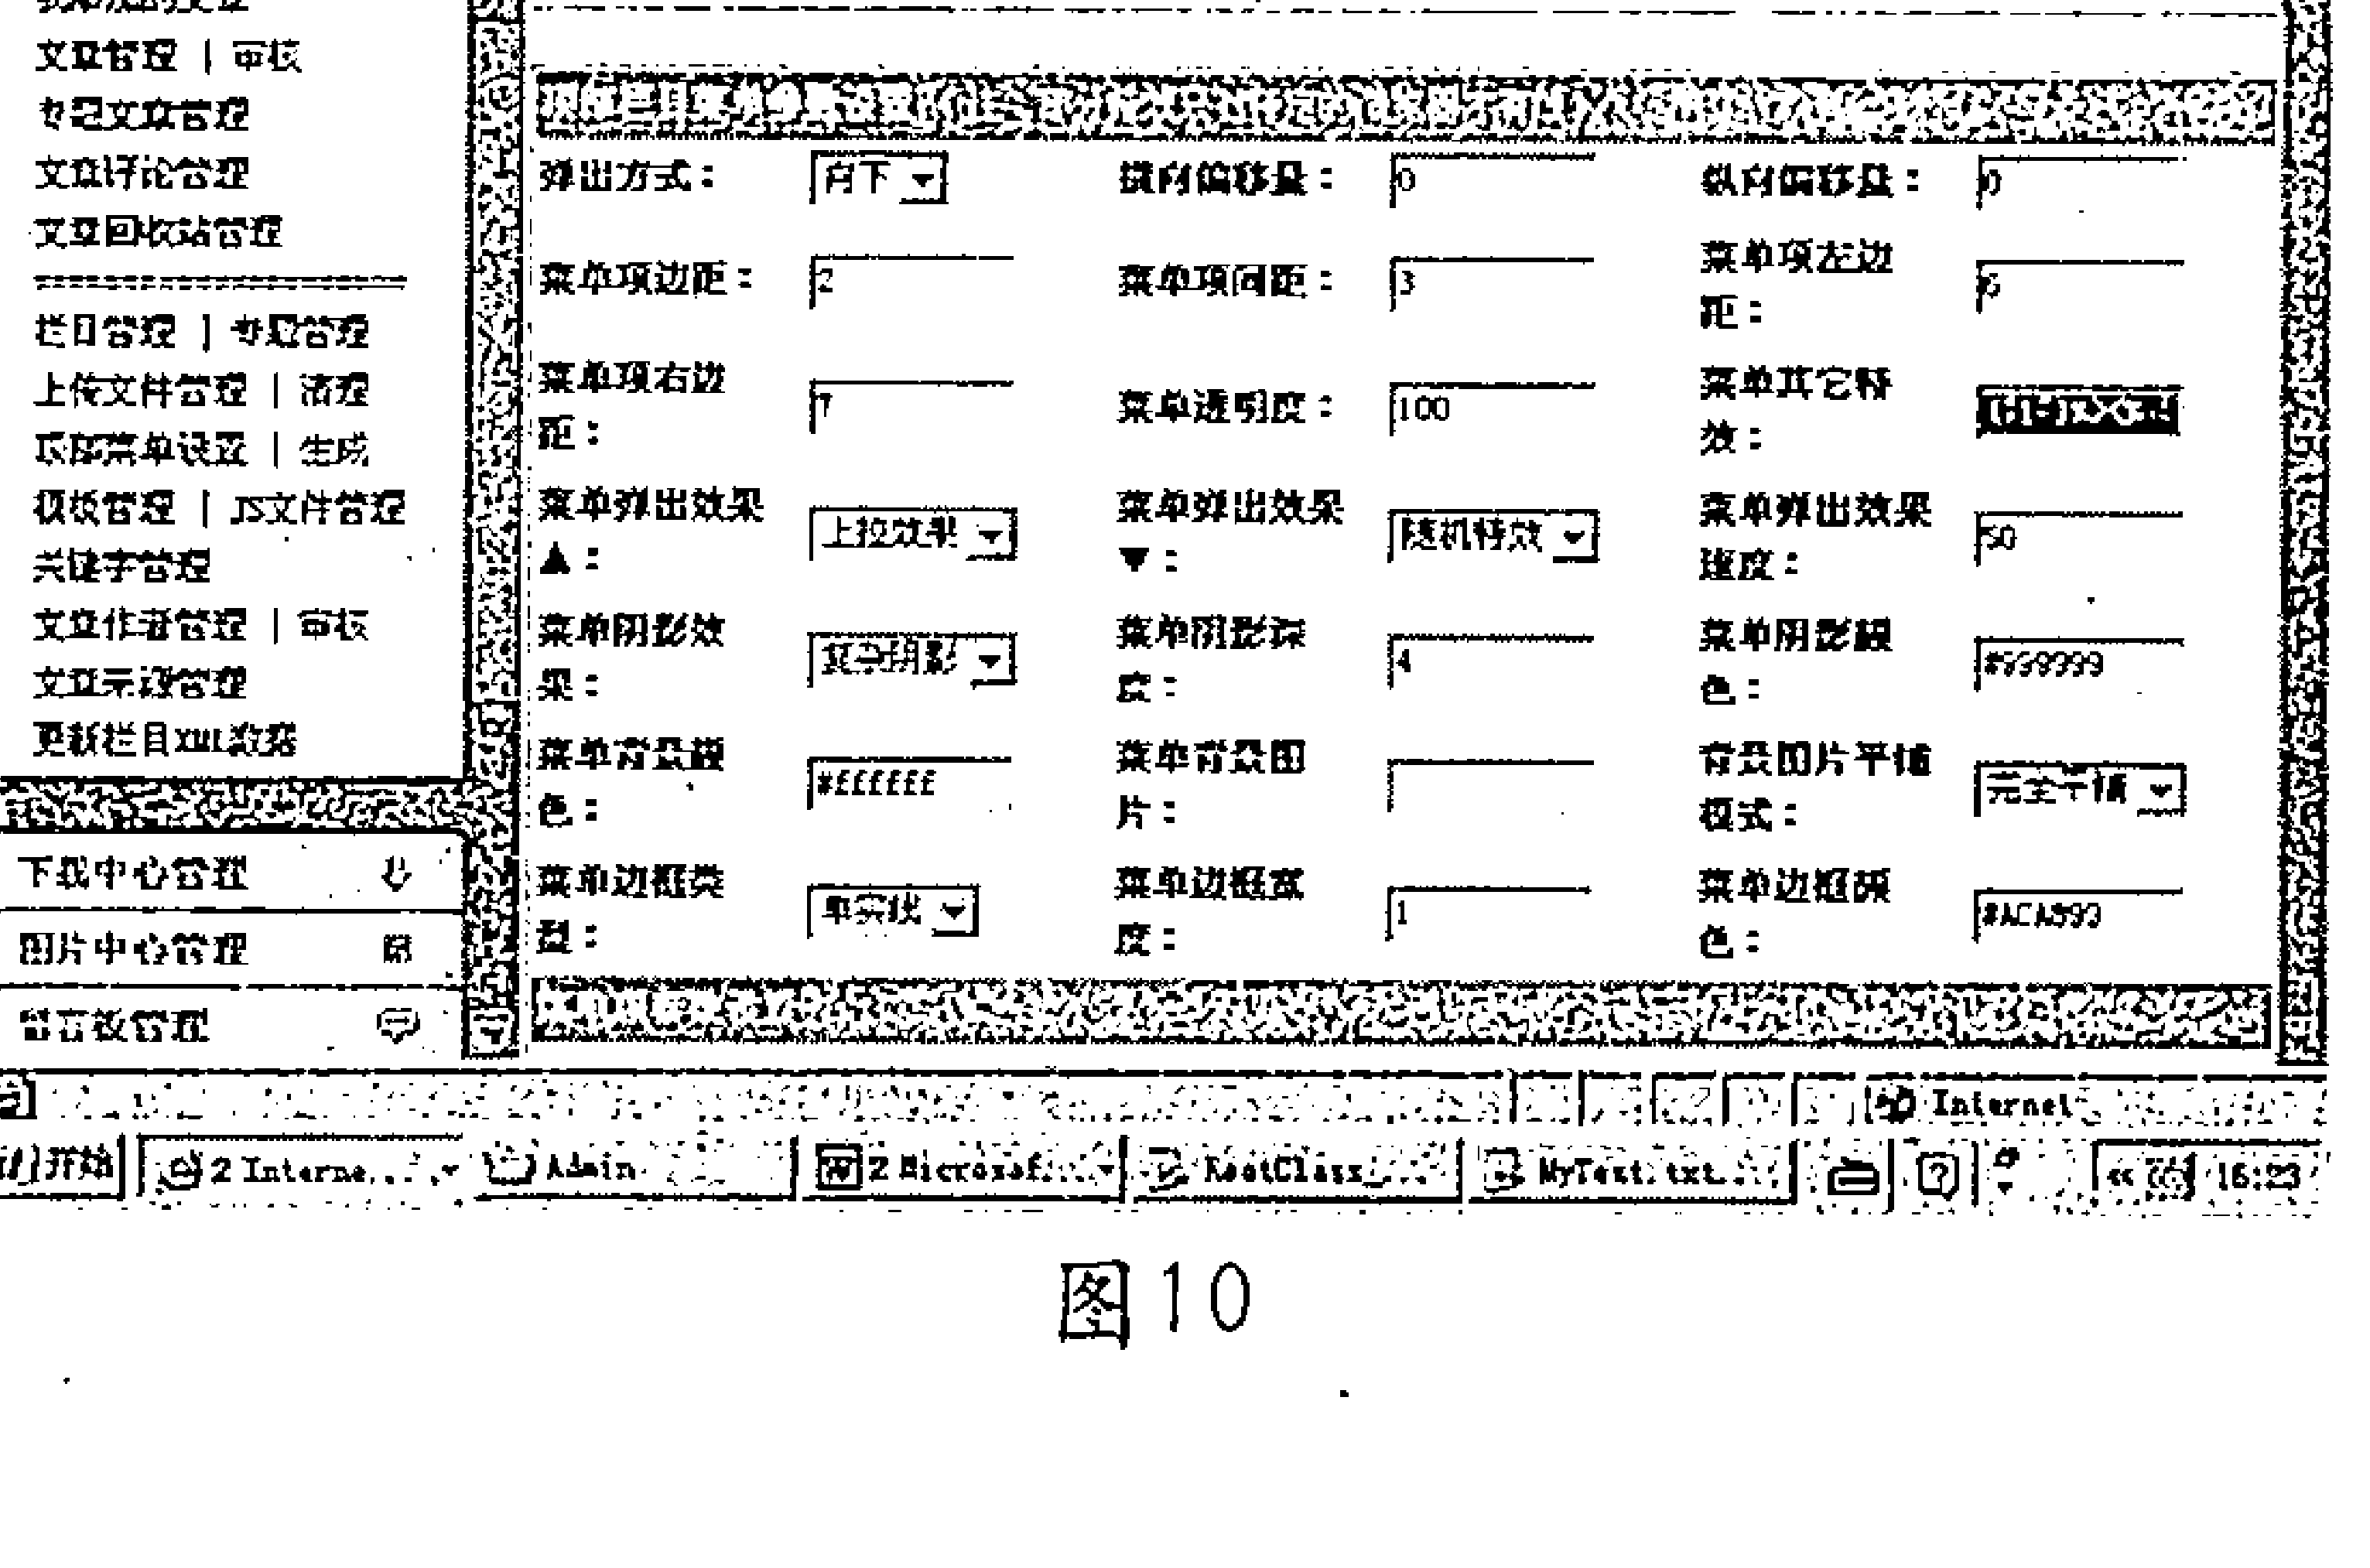 文章管理 | 审核
专题文章管理
文章评论管理
文章回收站管理
栏目管理 | 专题管理
上传文件管理 | 清理
顶部菜单设置 | 生成
模板管理 | JS文件管理
关键字管理
文章作者管理 | 审核
更新栏目XML数据
下载中心管理
图片中心管理
留言板管理
弹出方式： 向下 横向偏移量： 0 纵向偏移量： 0
菜单项边距： 2 菜单项间距： 3 菜单项左边
距： 6
菜单项右边
距： 7 菜单透明度： 100 菜单其它特
效：
菜单弹出效果
▲： 上拉效果 菜单弹出效果
▼： 随机特效 菜单弹出效果
速度： 50
菜单阴影效
果： 复杂阴影 菜单阴影深
度： 4 菜单阴影颜
色： #999999
菜单背景颜
色： #ffffff 菜单背景图
片： 背景图片平铺
模式： 完全平铺
菜单边框类
型： 单实线 菜单边框宽
度： 1 菜单边框颜
色： #ACA899
Internet
开始 2 Interne... Admin 2 Microsof... RootClass_ MyTest.txt... « 16:23
图10